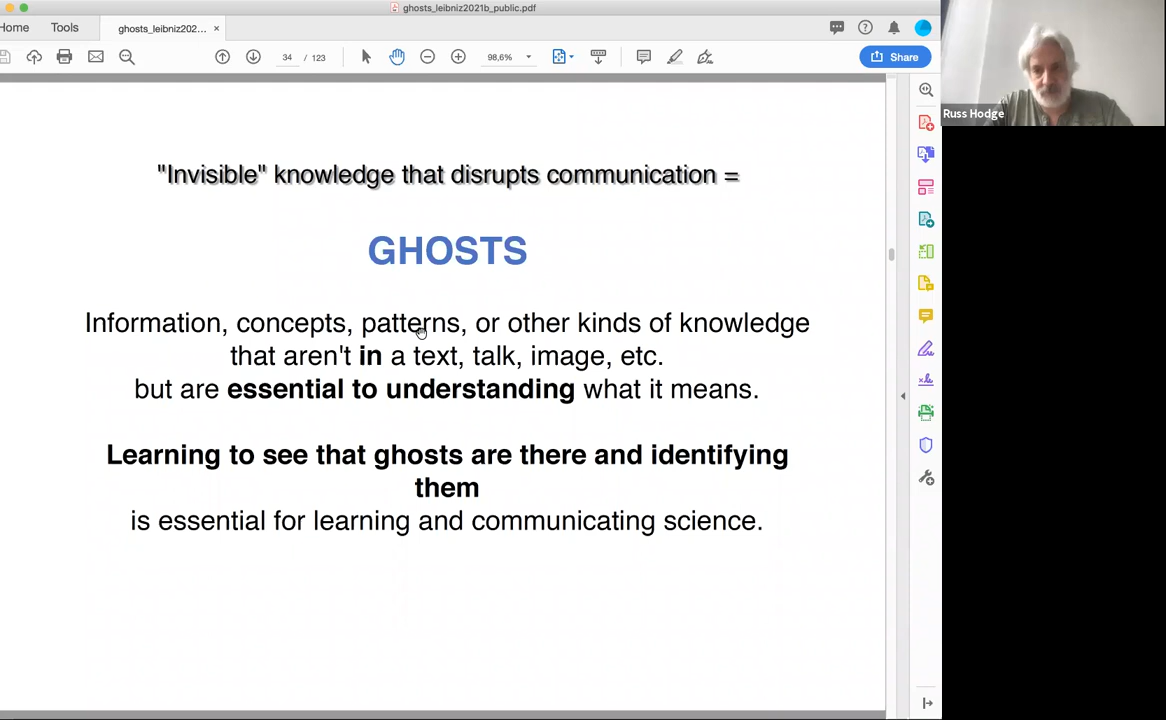 ghosts_leibniz2021b_public.pdf
Home
Tools
ghosts_leibniz202...
34 / 123
98,6%
Share
Russ Hodge
"Invisible" knowledge that disrupts communication =
GHOSTS
Information, concepts, patterns, or other kinds of knowledge
that aren't in a text, talk, image, etc.
but are essential to understanding what it means.
Learning to see that ghosts are there and identifying
them
is essential for learning and communicating science.